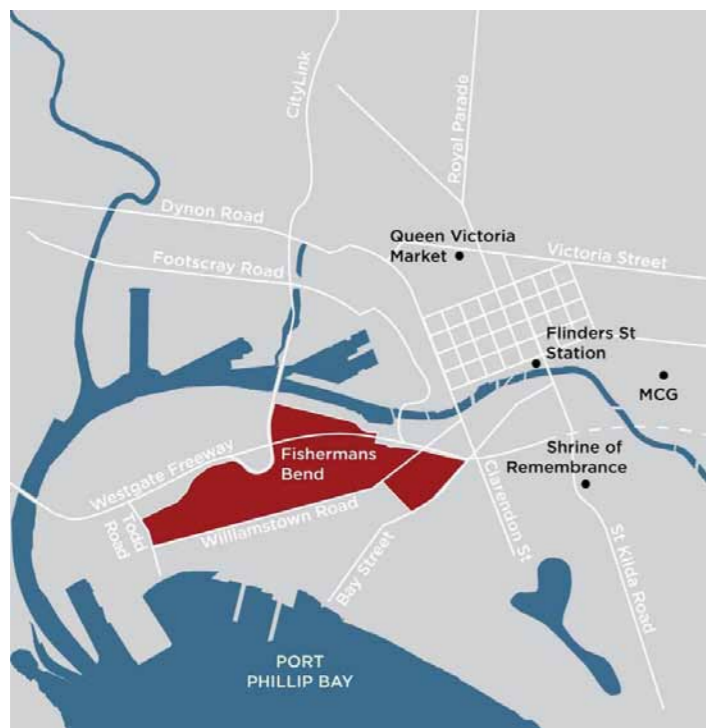 CityLink
Royal Parade
Dynon Road
Queen Victoria
Market
Victoria Street
Footscray Road
Flinders St
Station
MCG
Westgate Freeway
Fishermans
Bend
Shrine of
Remembrance
Clarendon St
Todd
Road
Williamstown Road
Bay Street
St Kilda Road
PORT
PHILLIP BAY